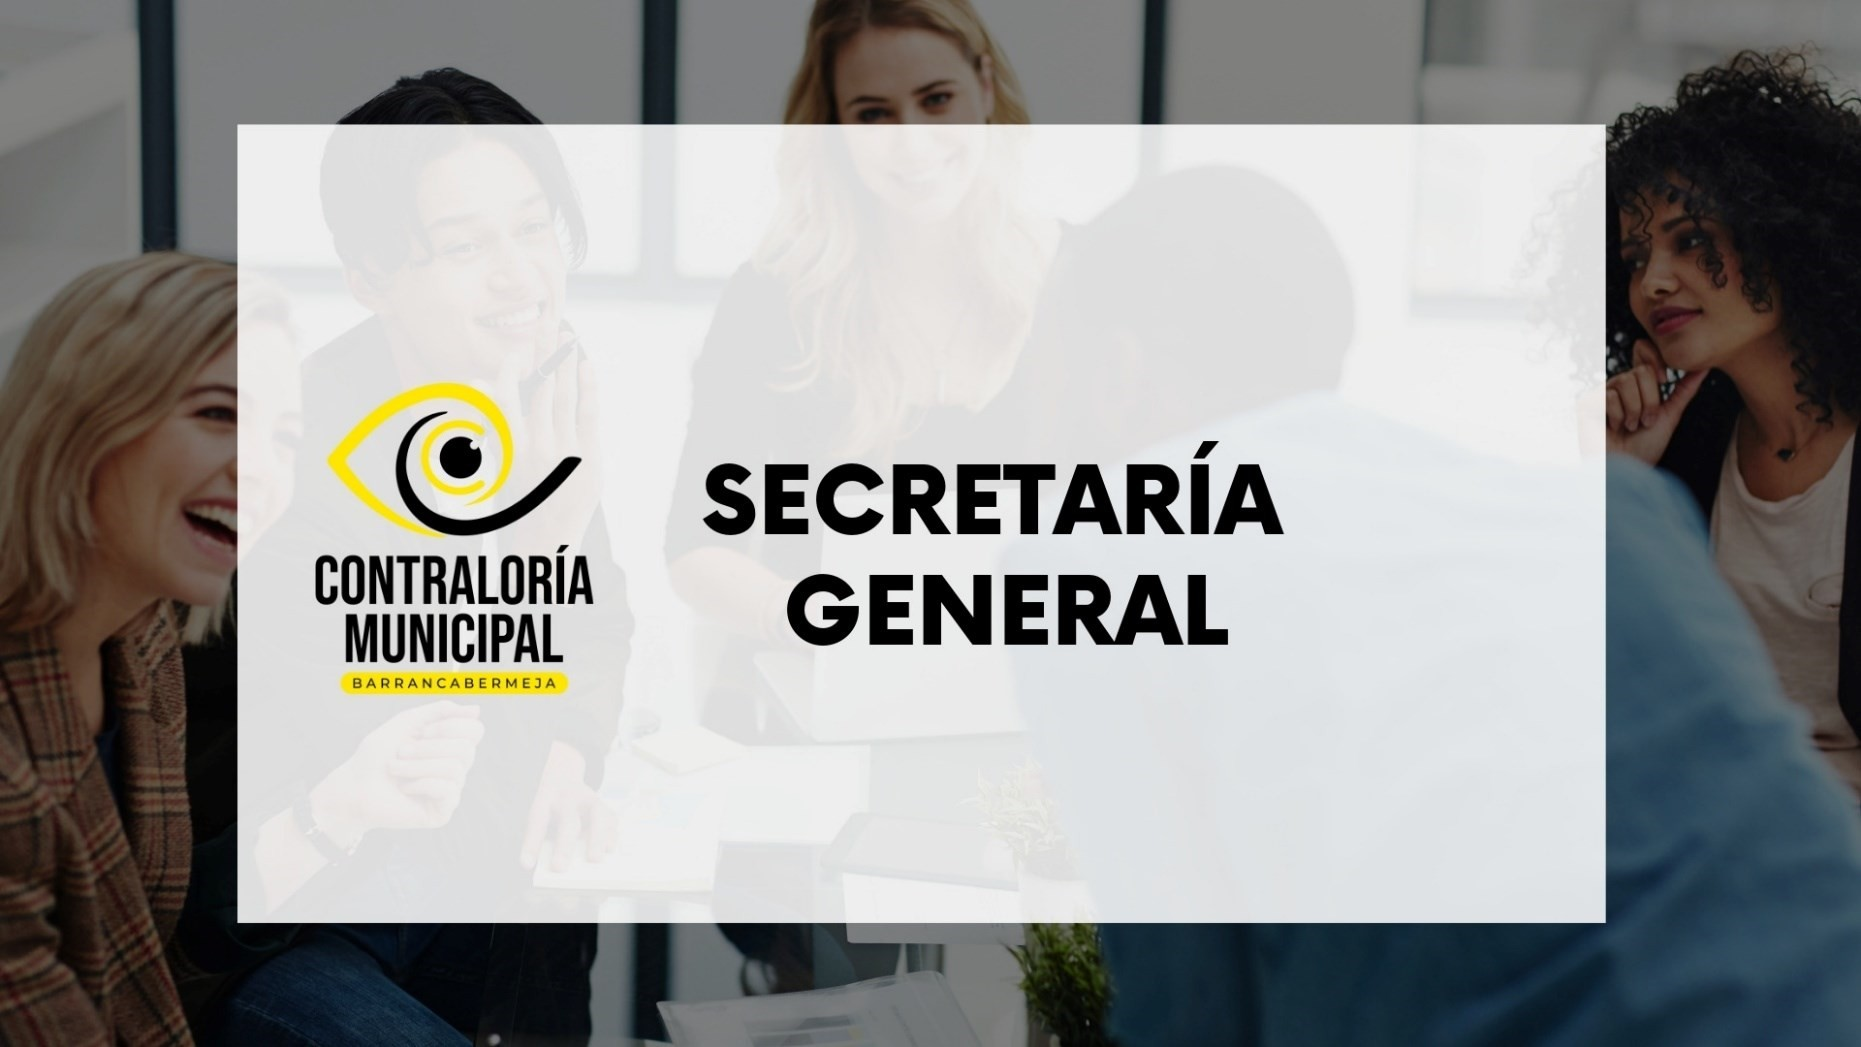 CONTRALORÍA
MUNICIPAL
BARRANCABERMEJA
SECRETARÍA
GENERAL